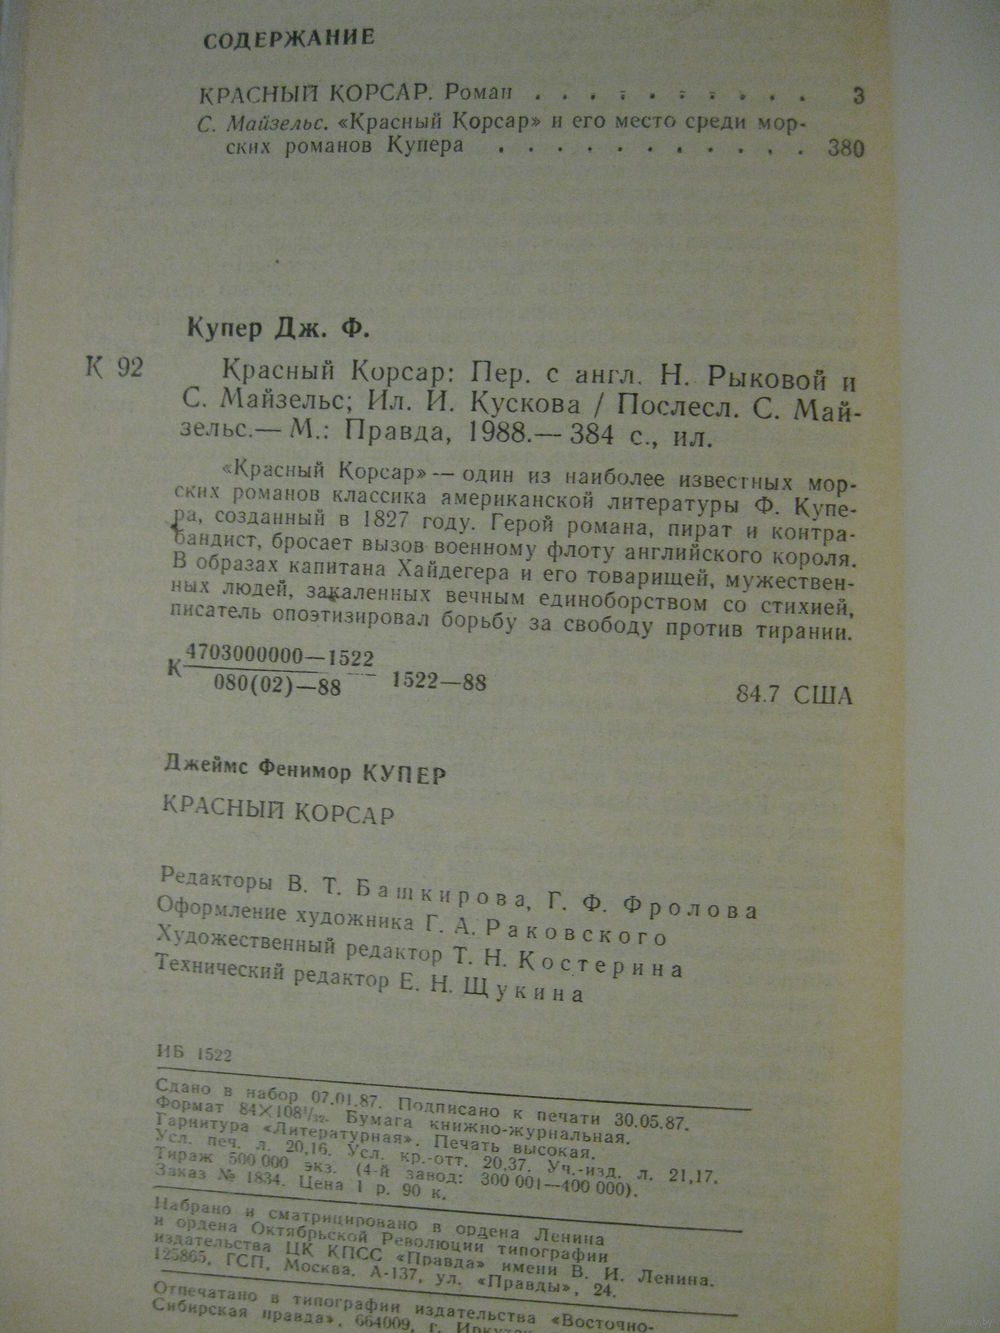 СОДЕРЖАНИЕ
КРАСНЫЙ КОРСАР. Роман . . . . . . . . . . 3
С. Майзельс. «Красный Корсар» и его место среди мор-
ских романов Купера . . . . . . . . . . . 380
Купер Дж. Ф.
К 92 Красный Корсар: Пер. с англ. Н. Рыковой и
С. Майзельс; Ил. И. Кускова / Послесл. С. Май-
зельс.— М.: Правда, 1988.— 384 с., ил.
«Красный Корсар» — один из наиболее известных мор-
ских романов классика американской литературы Ф. Купе-
ра, созданный в 1827 году. Герой романа, пират и контра-
бандист, бросает вызов военному флоту английского короля.
В образах капитана Хайдегера и его товарищей, мужествен-
ных людей, закаленных вечным единоборством со стихией,
писатель опоэтизировал борьбу за свободу против тирании.
К 4703000000—1522
080(02)—88 1522—88 84.7 США
Джеймс Фенимор КУПЕР
КРАСНЫЙ КОРСАР
Редакторы В. Т. Башкирова, Г. Ф. Фролова
Оформление художника Г. А. Раковского
Художественный редактор Т. Н. Костерина
Технический редактор Е. Н. Щукина
ИБ 1522
Сдано в набор 07.01.87. Подписано к печати 30.05.87.
Формат 84×108¹/₃₂. Бумага книжно-журнальная.
Гарнитура «Литературная». Печать высокая.
Усл. печ. л. 20,16. Усл. кр.-отт. 20,37. Уч.-изд. л. 21,17.
Тираж 500 000 экз. (4-й завод: 300 001—400 000).
Заказ № 1834. Цена 1 р. 90 к.
Набрано и сматрицировано в ордена Ленина
и ордена Октябрьской Революции типографии
издательства ЦК КПСС «Правда» имени В. И. Ленина.
125865, ГСП, Москва, А-137, ул. «Правды», 24.
Отпечатано в типографии издательства «Восточно-
Сибирская правда», 664009, г.